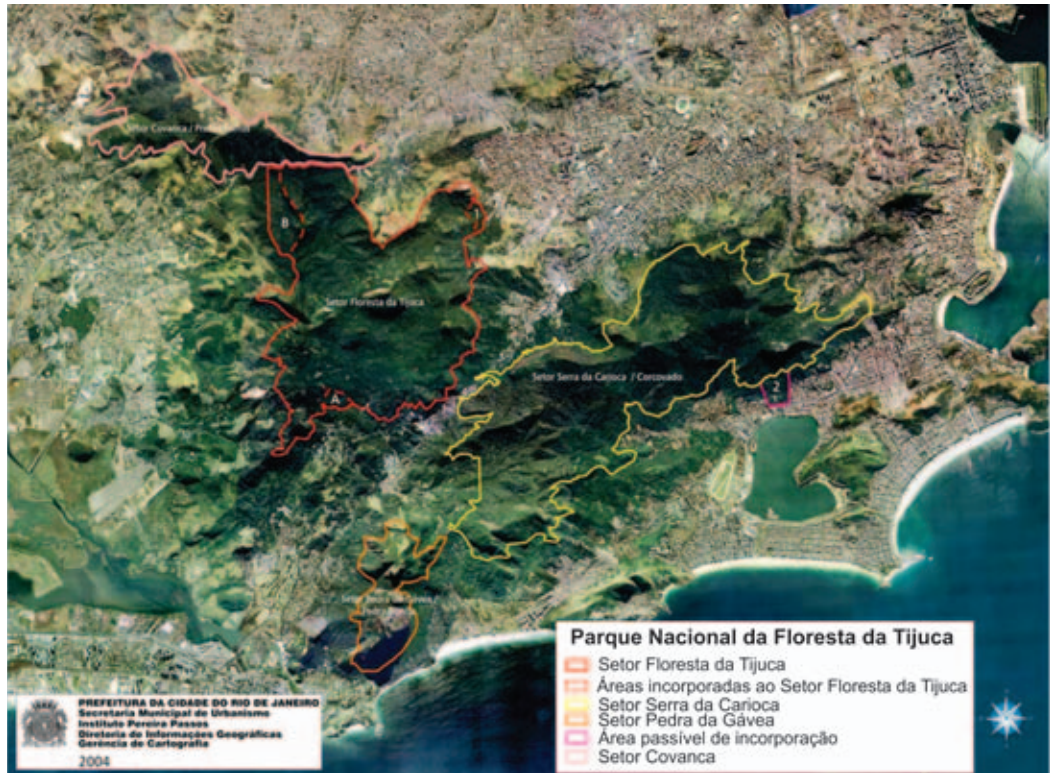 Setor Covanca /
B
Setor Floresta da Tijuca
A
Setor Serra da Carioca / Corcovado
2
Parque Nacional da Floresta da Tijuca
Setor Floresta da Tijuca
Áreas incorporadas ao Setor Floresta da Tijuca
Setor Serra da Carioca
Setor Pedra da Gávea
Área passível de incorporação
Setor Covanca
PREFEITURA DA CIDADE DO RIO DE JANEIRO
Secretaria Municipal de Urbanismo
Instituto Pereira Passos
Diretoria de Informações Geográficas
Gerência de Cartografia
2004